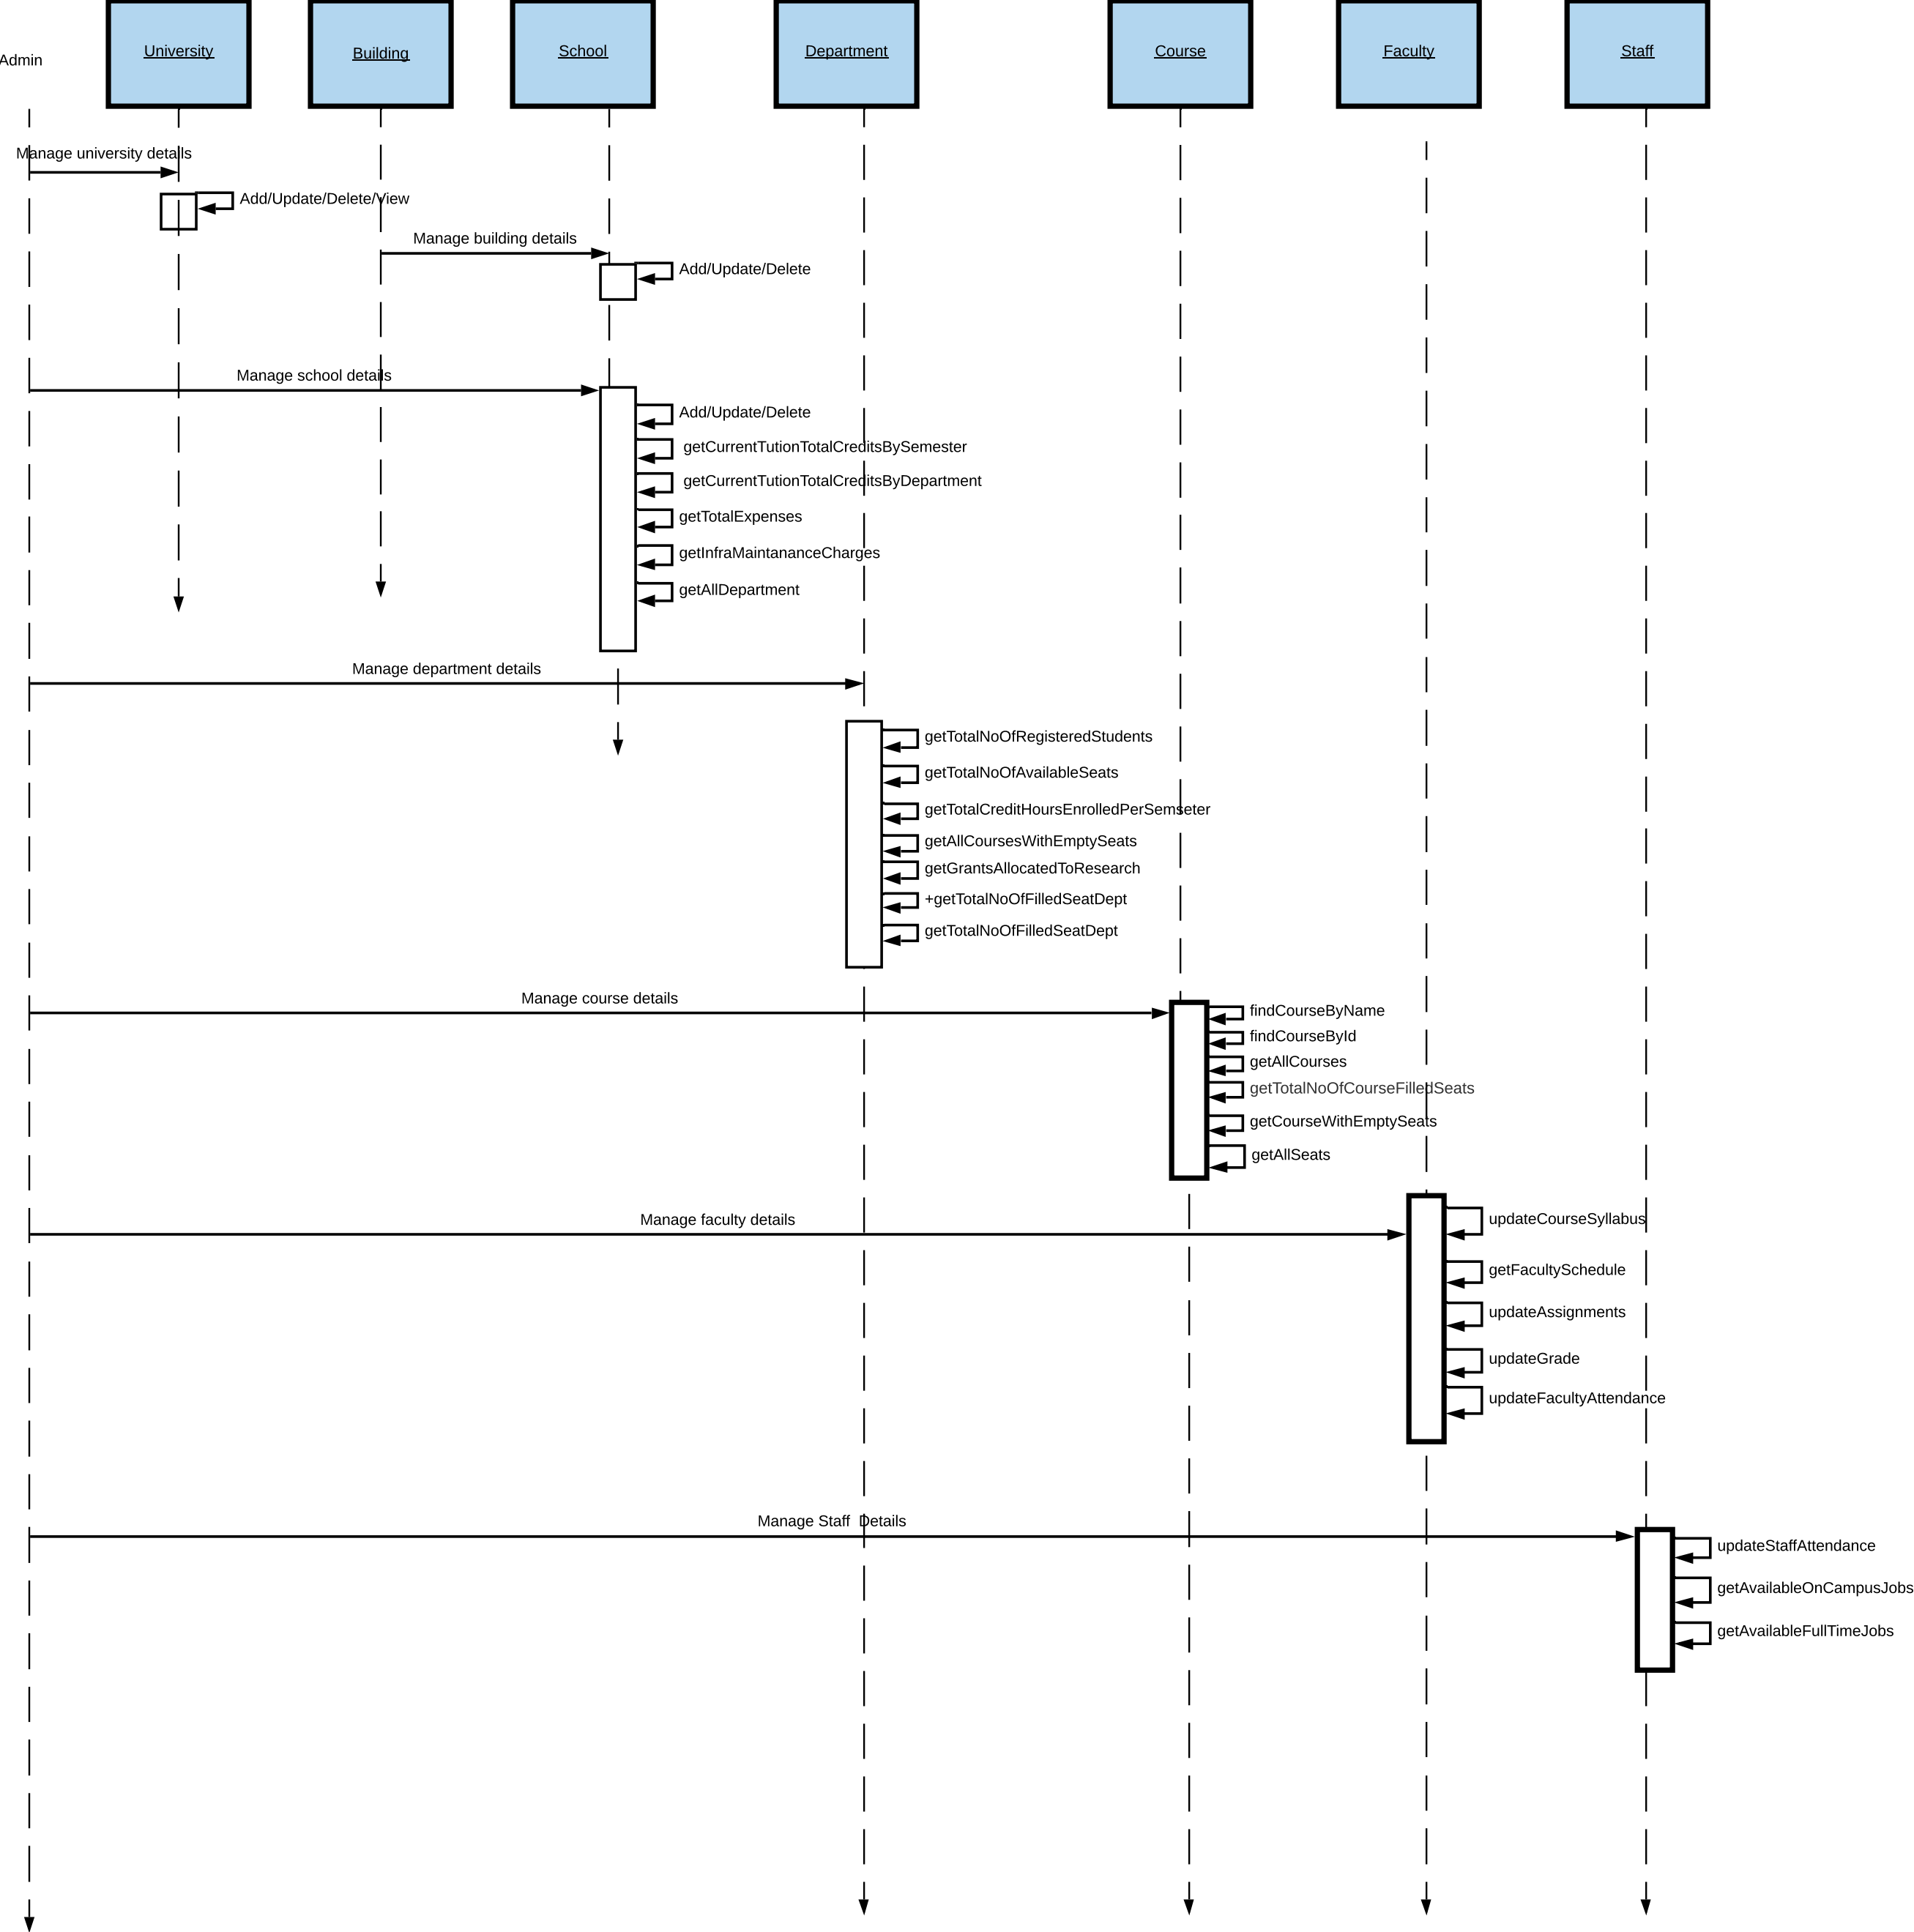 Admin
University
Building
School
Department
Course
Faculty
Staff
Manage university details
Add/Update/Delete/View
Manage building details
Add/Update/Delete
Manage school details
Add/Update/Delete
getCurrentTutionTotalCreditsBySemester
getCurrentTutionTotalCreditsByDepartment
getTotalExpenses
getInfraMaintananceCharges
getAllDepartment
Manage department details
getTotalNoOfRegisteredStudents
getTotalNoOfAvailableSeats
getTotalCreditHoursEnrolledPerSemseter
getAllCoursesWithEmptySeats
getGrantsAllocatedToResearch
+getTotalNoOfFilledSeatDept
getTotalNoOfFilledSeatDept
Manage course details
findCourseByName
findCourseById
getAllCourses
getTotalNoOfCourseFilledSeats
getCourseWithEmptySeats
getAllSeats
Manage faculty details
updateCourseSyllabus
getFacultySchedule
updateAssignments
updateGrade
updateFacultyAttendance
Manage Staff  Details
updateStaffAttendance
getAvailableOnCampusJobs
getAvailableFullTimeJobs